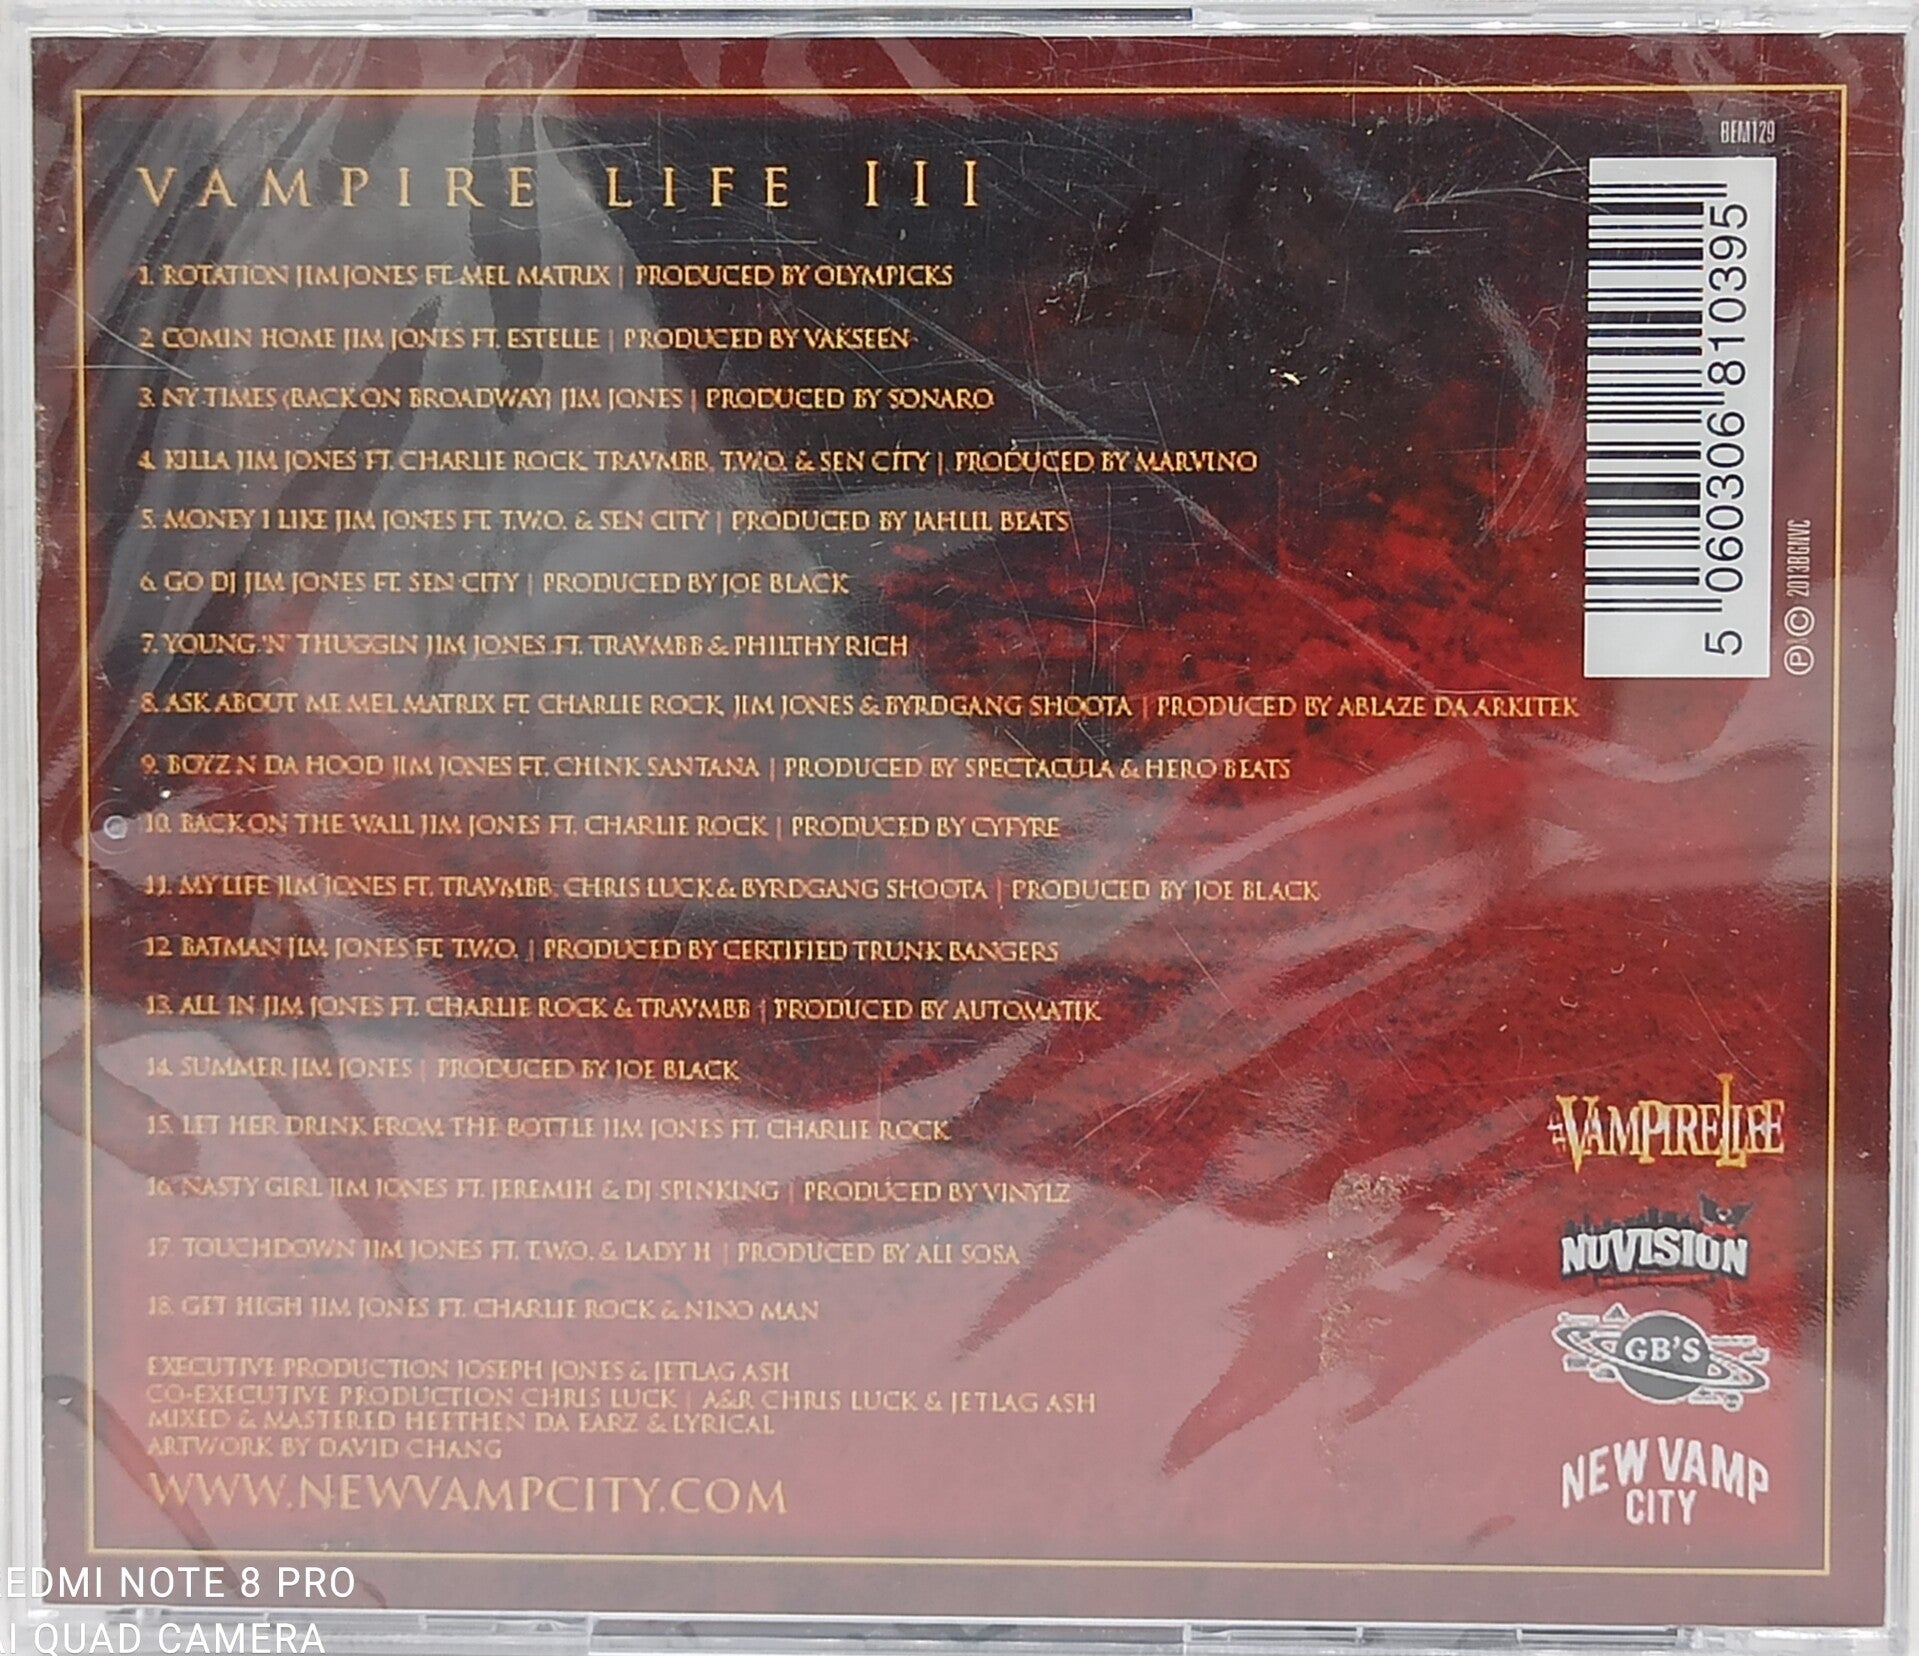 BEM129
VAMPIRE LIFE III
1. ROTATION JIM JONES FT. MEL MATRIX | PRODUCED BY OLYMPICKS
2. COMIN HOME JIM JONES FT. ESTELLE | PRODUCED BY VAKSEEN
3. NY TIMES (BACK ON BROADWAY) JIM JONES | PRODUCED BY SONARO
4. KILLA JIM JONES FT. CHARLIE ROCK, TRAVMBB, T.W.O. & SEN CITY | PRODUCED BY MARVINO
5. MONEY I LIKE JIM JONES FT. T.W.O. & SEN CITY | PRODUCED BY JAHLIL BEATS
6. GO DJ JIM JONES FT. SEN CITY | PRODUCED BY JOE BLACK
7. YOUNG 'N' THUGGIN JIM JONES FT. TRAVMBB & PHILTHY RICH
8. ASK ABOUT ME MEL MATRIX FT. CHARLIE ROCK, JIM JONES & BYRDGANG SHOOTA | PRODUCED BY ABLAZE DA ARKITEK
9. BOYZ N DA HOOD JIM JONES FT. CHINK SANTANA | PRODUCED BY SPECTACULA & HERO BEATS
10. BACK ON THE WALL JIM JONES FT. CHARLIE ROCK | PRODUCED BY CYFYRE
11. MY LIFE JIM JONES FT. TRAVMBB, CHRIS LUCK & BYRDGANG SHOOTA | PRODUCED BY JOE BLACK
12. BATMAN JIM JONES FT. T.W.O. | PRODUCED BY CERTIFIED TRUNK BANGERS
13. ALL IN JIM JONES FT. CHARLIE ROCK & TRAVMBB | PRODUCED BY AUTOMATIK
14. SUMMER JIM JONES | PRODUCED BY JOE BLACK
15. LET HER DRINK FROM THE BOTTLE JIM JONES FT. CHARLIE ROCK
16. NASTY GIRL JIM JONES FT. JEREMIH & DJ SPINKING | PRODUCED BY VINYLZ
17. TOUCHDOWN JIM JONES FT. T.W.O. & LADY H | PRODUCED BY ALI SOSA
18. GET HIGH JIM JONES FT. CHARLIE ROCK & NINO MAN
EXECUTIVE PRODUCTION JOSEPH JONES & JETLAG ASH
CO-EXECUTIVE PRODUCTION CHRIS LUCK | A&R CHRIS LUCK & JETLAG ASH
MIXED & MASTERED HEFTHEN DA EARZ & LYRICAL
ARTWORK BY DAVID CHANG
WWW.NEWVAMPCITY.COM
5 060306 810395
Ⓟ© 2013BGNVC
#VAMPIRELIFE
NUVISION
GB'S
NEW VAMP
CITY
REDMI NOTE 8 PRO
AI QUAD CAMERA